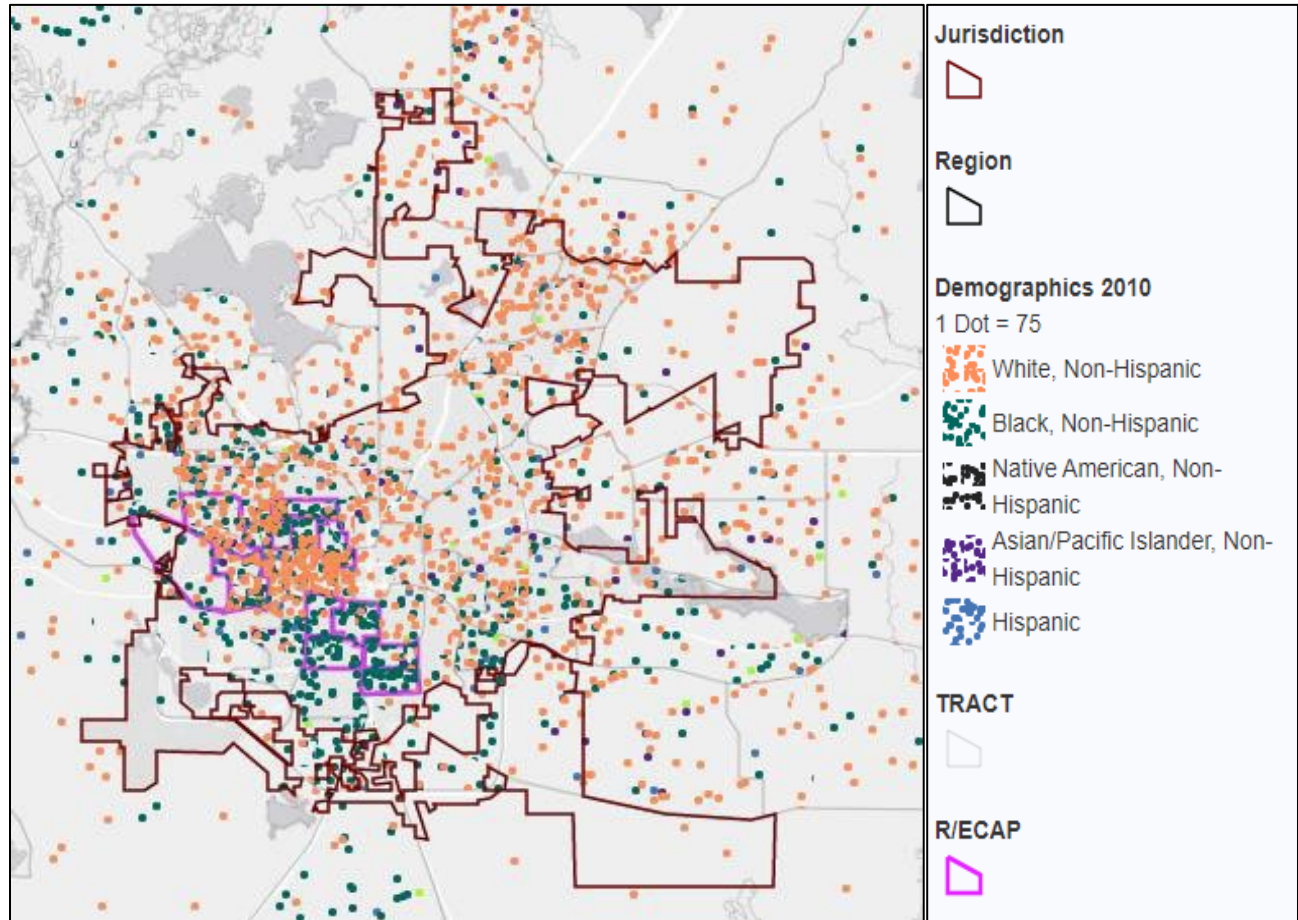 Jurisdiction
Region
Demographics 2010
1 Dot = 75
White, Non-Hispanic
Black, Non-Hispanic
Native American, Non-
Hispanic
Asian/Pacific Islander, Non-
Hispanic
Hispanic
TRACT
R/ECAP